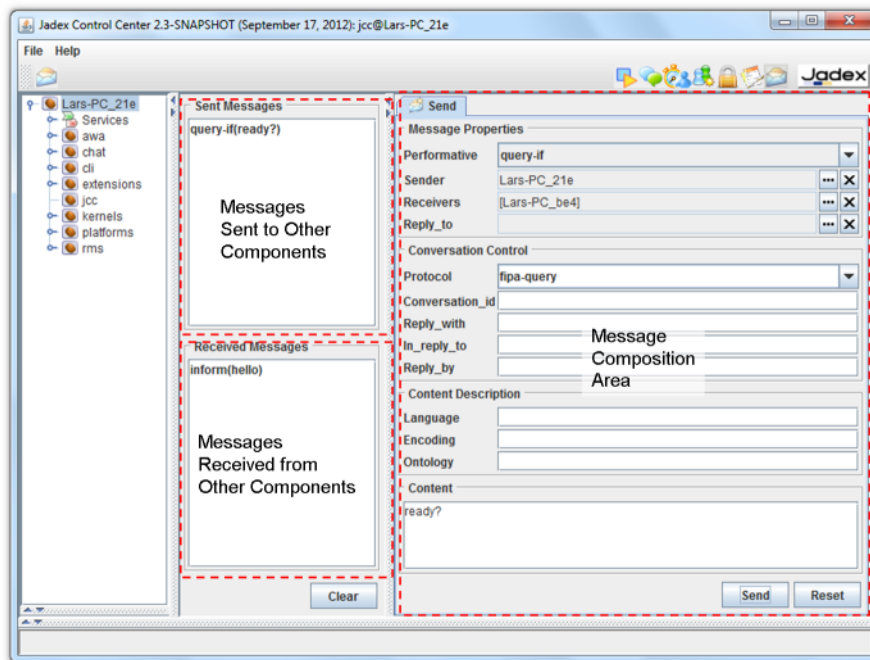 Jadex Control Center 2.3-SNAPSHOT (September 17, 2012): jcc@Lars-PC_21e
File Help
Jadex
Lars-PC_21e
Services
awa
chat
cli
extensions
jcc
kernels
platforms
rms
Sent Messages
query-if(ready?)
Messages
Sent to Other
Components
Received Messages
inform(hello)
Messages
Received from
Other Components
Clear
Send
Message Properties
Performative query-if
Sender Lars-PC_21e
Receivers [Lars-PC_be4]
Reply_to
Conversation Control
Protocol fipa-query
Conversation_id
Reply_with
In_reply_to
Reply_by
Message
Composition
Area
Content Description
Language
Encoding
Ontology
Content
ready?
Send Reset